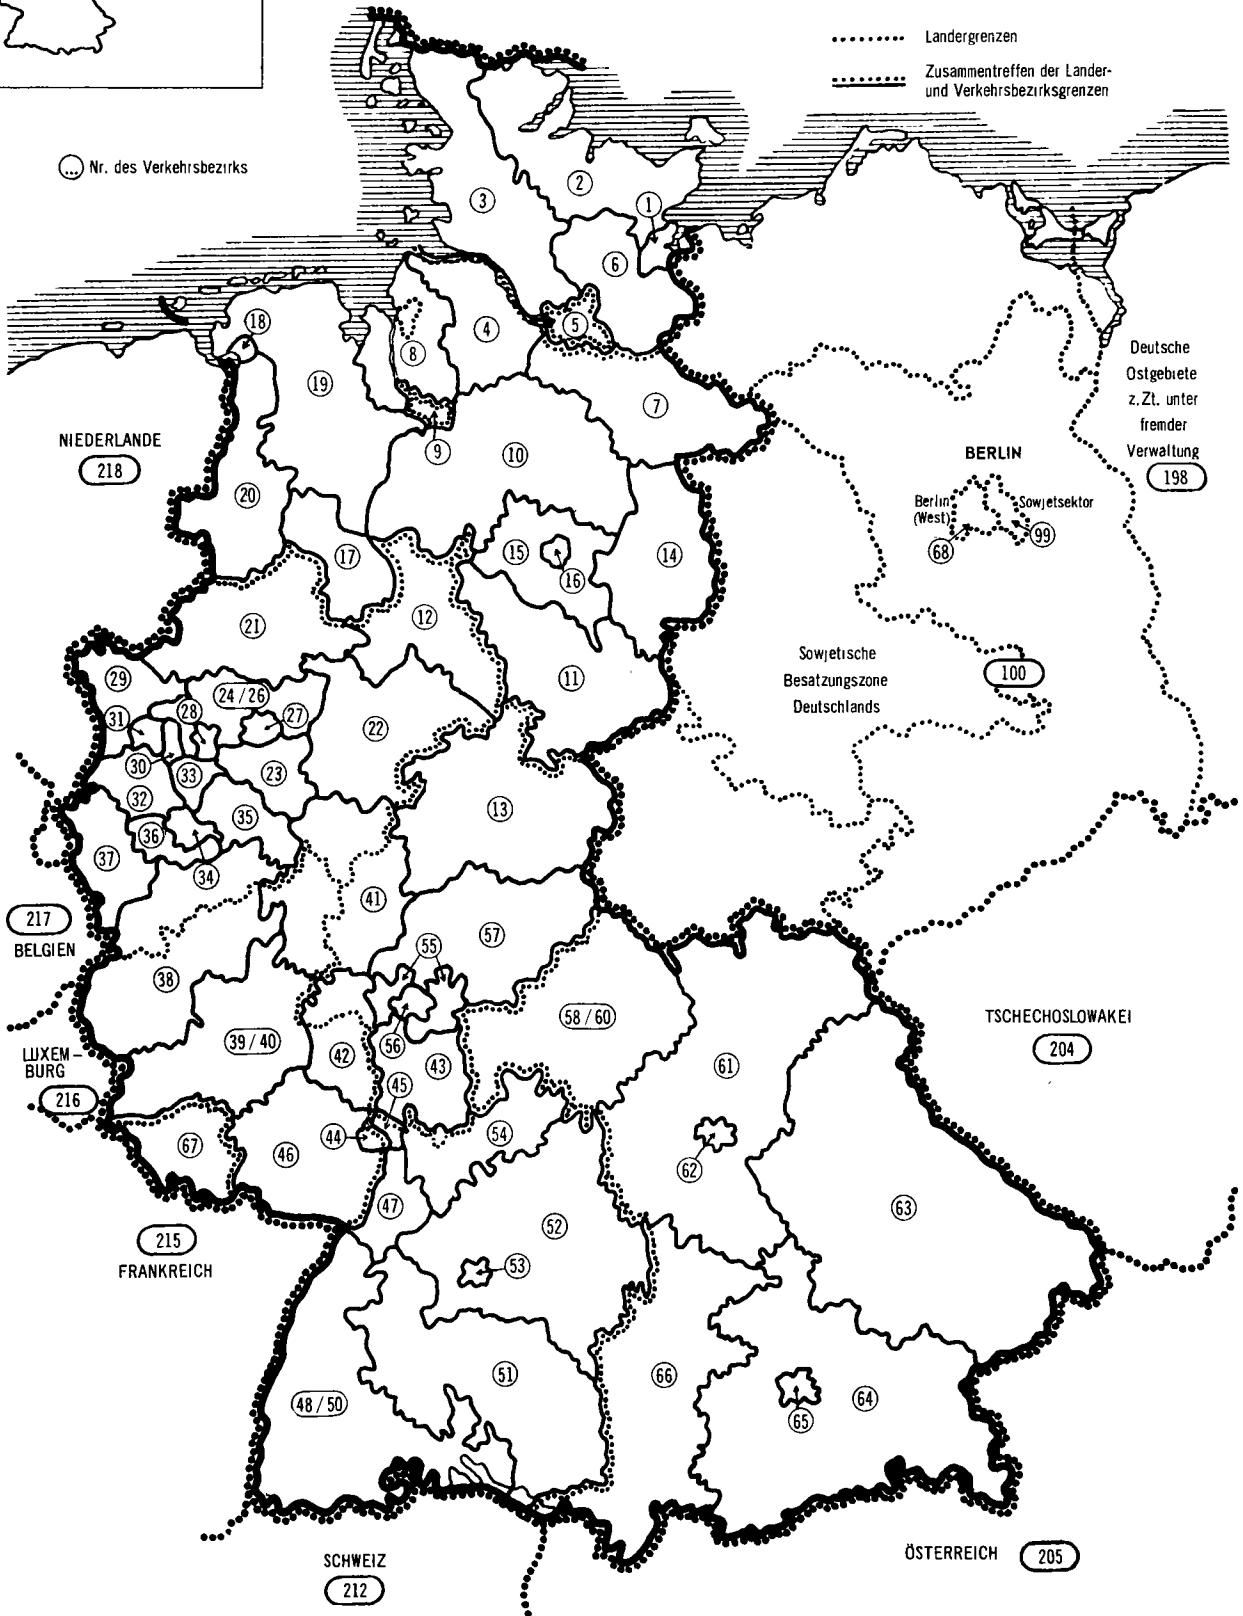 Landergrenzen
Zusammentreffen der Lander-
und Verkehrsbezirksgrenzen
... Nr. des Verkehrsbezirks
3
2
1
6
18
4
5
8
19
7
9
10
20
17
15
16
14
12
21
11
29
24 / 26
28
27
31
22
30
33
23
32
13
35
36
37
34
41
57
55
38
58 / 60
39 / 40
42
56
43
45
61
44
54
67
46
62
47
63
52
53
51
66
48 / 50
64
65
NIEDERLANDE
218
Deutsche
Ostgebiete
z.Zt. unter
fremder
Verwaltung
198
BERLIN
Berlin
(West)
Sowjetsektor
68
99
Sowjetische
Besatzungszone
Deutschlands
100
217
BELGIEN
LUXEM-
BURG
216
TSCHECHOSLOWAKEI
204
215
FRANKREICH
SCHWEIZ
212
ÖSTERREICH 205